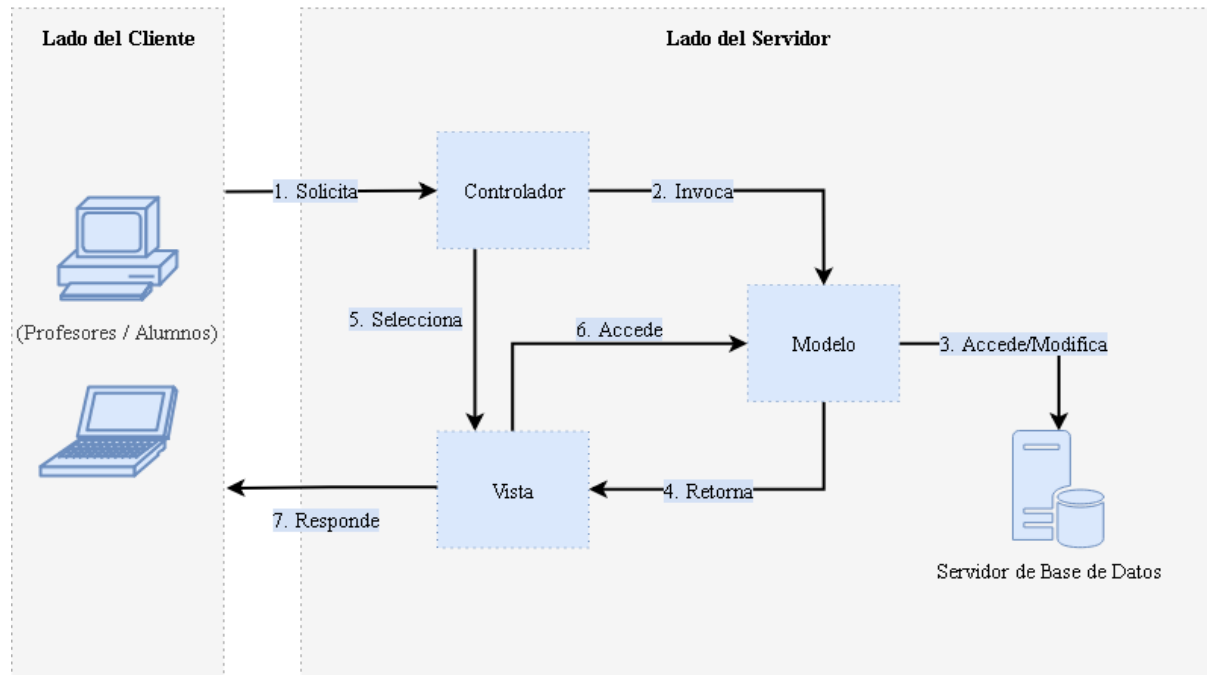 Lado del Cliente
Lado del Servidor
1. Solicita
Controlador
2. Invoca
(Profesores / Alumnos)
5. Selecciona
6. Accede
Modelo
3. Accede/Modifica
Vista
4. Retorna
7. Responde
Servidor de Base de Datos